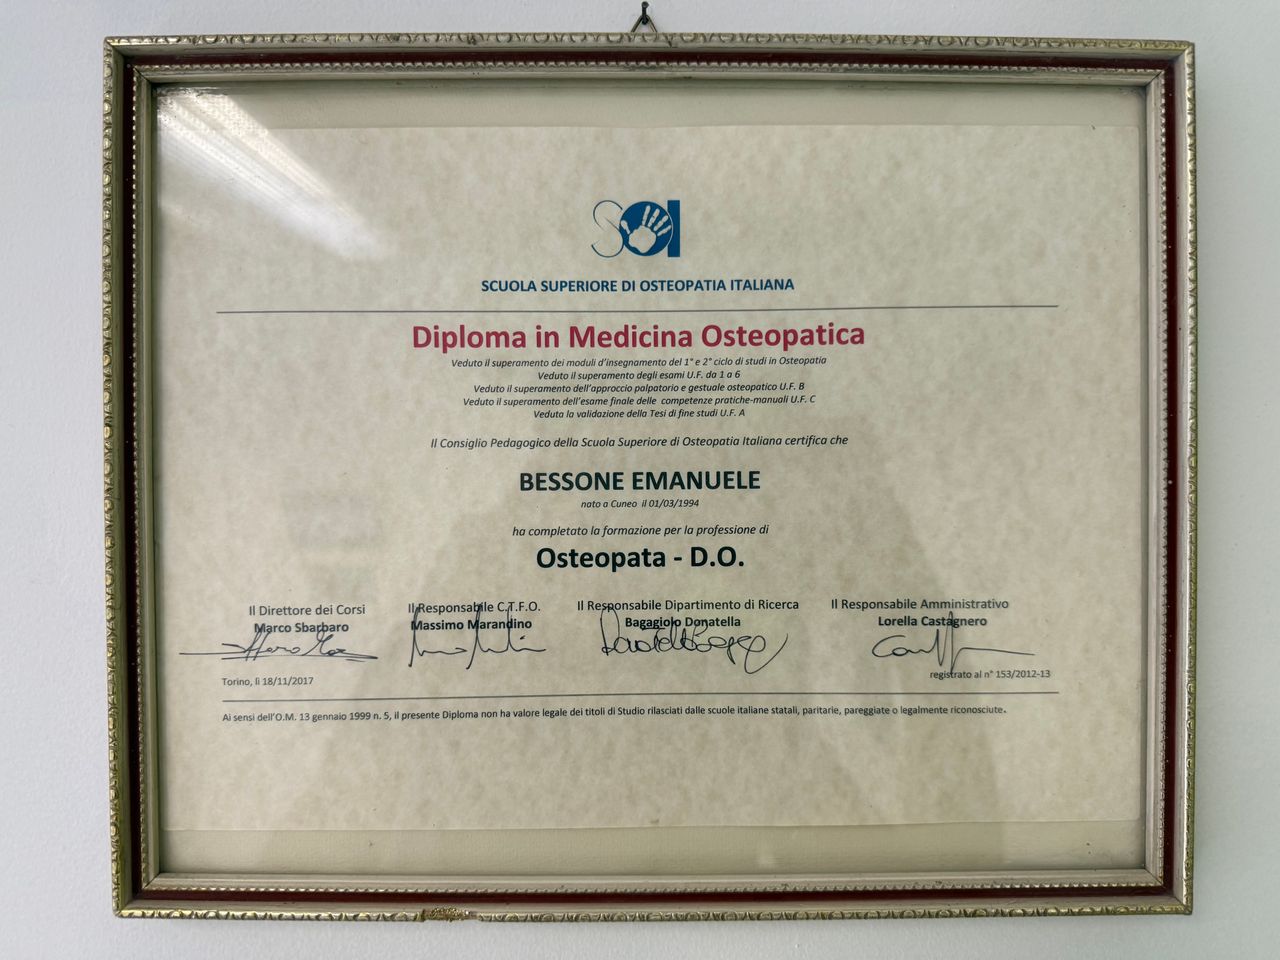 SOI
SCUOLA SUPERIORE DI OSTEOPATIA ITALIANA
Diploma in Medicina Osteopatica
Veduto il superamento dei moduli d'insegnamento del 1° e 2° ciclo di studi in Osteopatia
Veduto il superamento degli esami U.F. da 1 a 6
Veduto il superamento dell'approccio palpatorio e gestuale osteopatico U.F. B
Veduto il superamento dell'esame finale delle competenze pratiche-manuali U.F. C
Veduta la validazione della Tesi di fine studi U.F. A
Il Consiglio Pedagogico della Scuola Superiore di Osteopatia Italiana certifica che
BESSONE EMANUELE
nato a Cuneo il 01/03/1994
ha completato la formazione per la professione di
Osteopata - D.O.
Il Direttore dei Corsi
Marco Sbarbaro
Il Responsabile C.T.F.O.
Massimo Marandino
Il Responsabile Dipartimento di Ricerca
Bagagiolo Donatella
Il Responsabile Amministrativo
Lorella Castagnero
Torino, lì 18/11/2017
registrato al n° 153/2012-13
Ai sensi dell'O.M. 13 gennaio 1999 n. 5, il presente Diploma non ha valore legale dei titoli di Studio rilasciati dalle scuole italiane statali, paritarie, pareggiate o legalmente riconosciute.